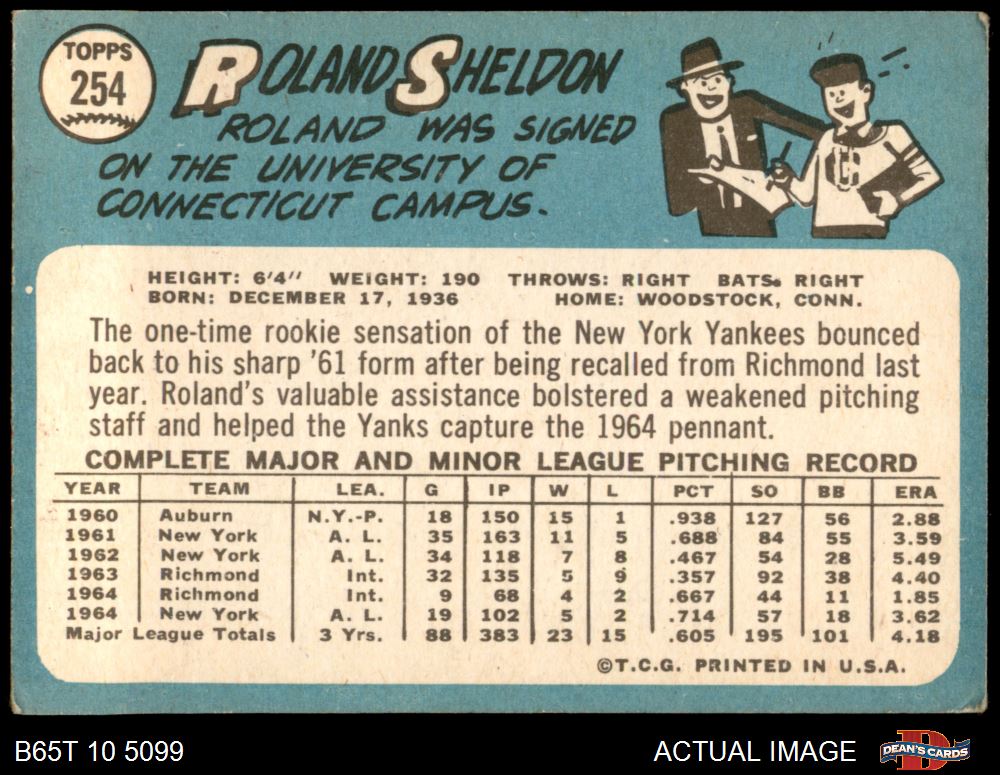 TOPPS
254
ROLAND SHELDON
ROLAND WAS SIGNED
ON THE UNIVERSITY OF
CONNECTICUT CAMPUS.
UC
HEIGHT: 6'4" WEIGHT: 190 THROWS: RIGHT BATS: RIGHT
BORN: DECEMBER 17, 1936 HOME: WOODSTOCK, CONN.
The one-time rookie sensation of the New York Yankees bounced
back to his sharp '61 form after being recalled from Richmond last
year. Roland's valuable assistance bolstered a weakened pitching
staff and helped the Yanks capture the 1964 pennant.
COMPLETE MAJOR AND MINOR LEAGUE PITCHING RECORD
YEAR TEAM LEA. G IP W L PCT SO BB ERA
1960 Auburn N.Y.-P. 18 150 15 1 .938 127 56 2.88
1961 New York A. L. 35 163 11 5 .688 84 55 3.59
1962 New York A. L. 34 118 7 8 .467 54 28 5.49
1963 Richmond Int. 32 135 5 9 .357 92 38 4.40
1964 Richmond Int. 9 68 4 2 .667 44 11 1.85
1964 New York A. L. 19 102 5 2 .714 57 18 3.62
Major League Totals 3 Yrs. 88 383 23 15 .605 195 101 4.18
©T.C.G. PRINTED IN U.S.A.
B65T 10 5099 ACTUAL IMAGE D DEAN'S CARDS